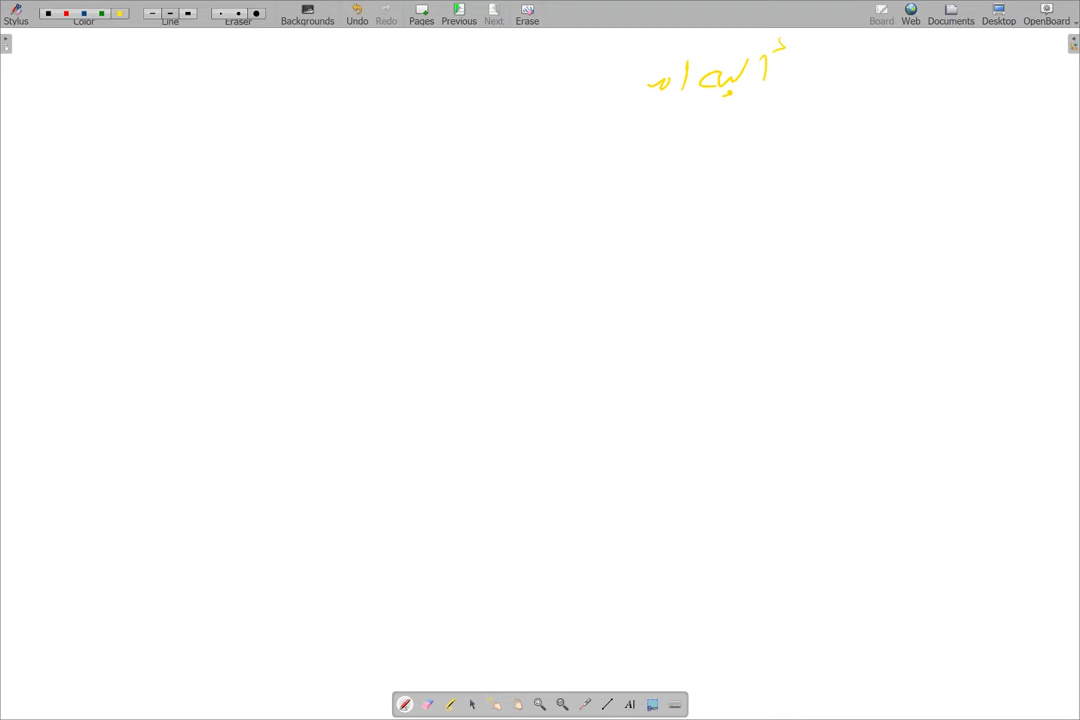 Stylus
Color
Line
Eraser
Backgrounds
Undo
Redo
Pages
Previous
Next
Erase
Board
Web
Documents
Desktop
OpenBoard